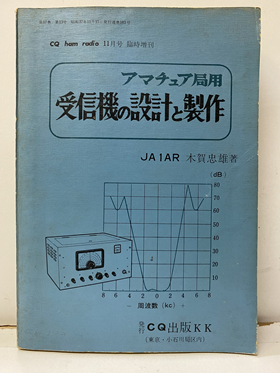 CQ ham radio 11月号 臨時増刊
アマチュア局用
受信機の設計と製作
JA1AR 木賀忠雄著
(dB)
80
70
60
50
40
30
20
10
8 6 4 2 0 2 4 6 8
− 周波数 (kc) +
発行 CQ出版KK
(東京・小石川局区内)